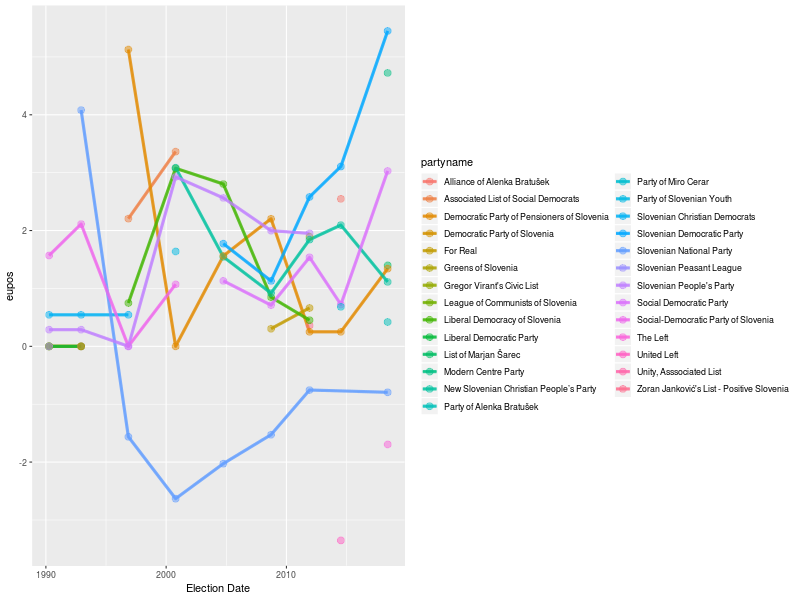 4
2
0
-2
eupos
1990
2000
2010
Election Date
partyname
Alliance of Alenka Bratušek
Associated List of Social Democrats
Democratic Party of Pensioners of Slovenia
Democratic Party of Slovenia
For Real
Greens of Slovenia
Gregor Virant's Civic List
League of Communists of Slovenia
Liberal Democracy of Slovenia
Liberal Democratic Party
List of Marjan Šarec
Modern Centre Party
New Slovenian Christian People's Party
Party of Alenka Bratušek
Party of Miro Cerar
Party of Slovenian Youth
Slovenian Christian Demcrats
Slovenian Democratic Party
Slovenian National Party
Slovenian Peasant League
Slovenian People's Party
Social Democratic Party
Social-Democratic Party of Slovenia
The Left
United Left
Unity, Asssociated List
Zoran Janković's List - Positive Slovenia